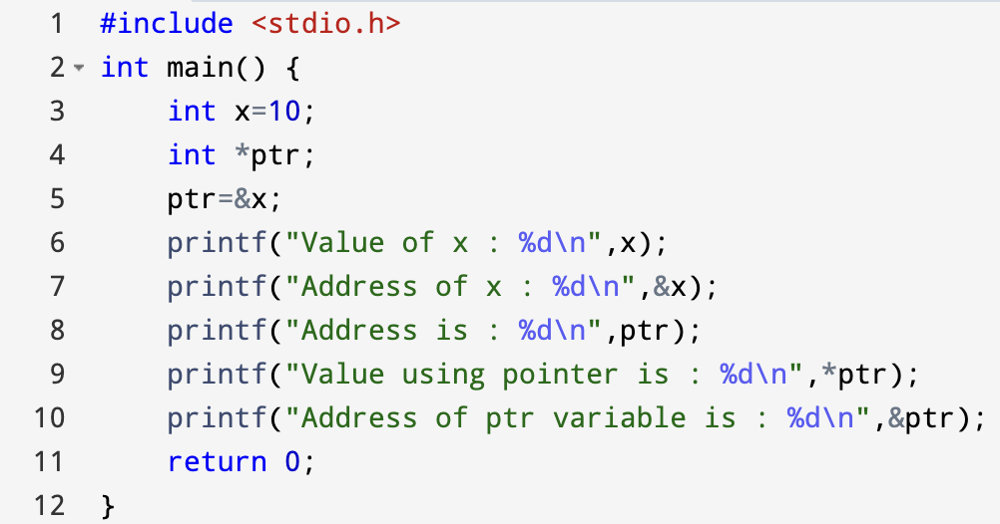 1 #include <stdio.h>
2 int main() {
3     int x=10;
4     int *ptr;
5     ptr=&x;
6     printf("Value of x : %d\n",x);
7     printf("Address of x : %d\n",&x);
8     printf("Address is : %d\n",ptr);
9     printf("Value using pointer is : %d\n",*ptr);
10     printf("Address of ptr variable is : %d\n",&ptr);
11     return 0;
12 }